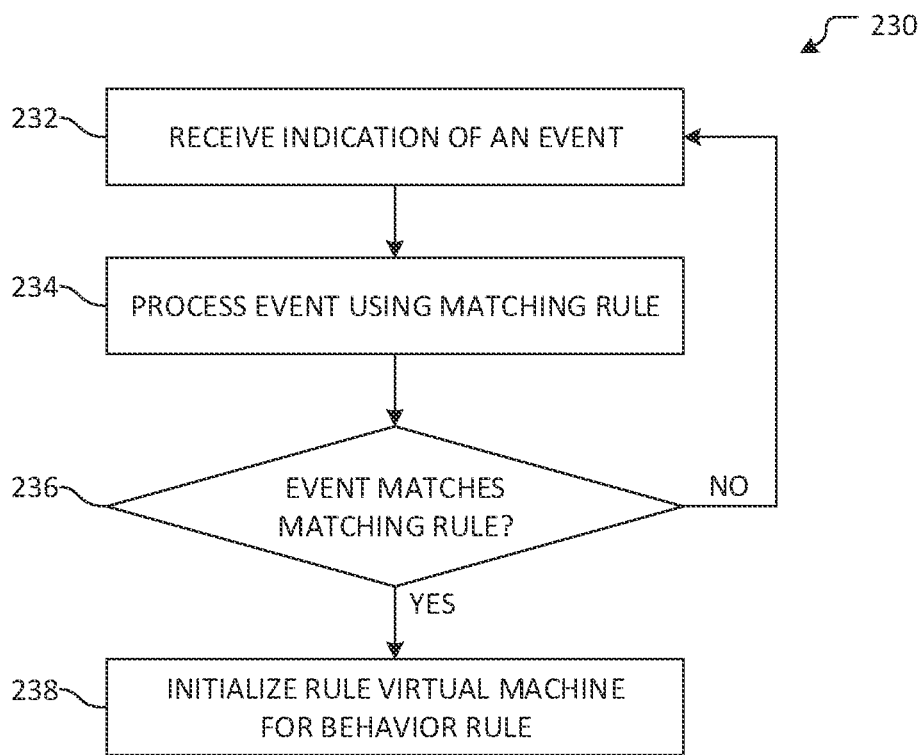 230
232
RECEIVE INDICATION OF AN EVENT
234
PROCESS EVENT USING MATCHING RULE
236
EVENT MATCHES
MATCHING RULE?
NO
YES
238
INITIALIZE RULE VIRTUAL MACHINE
FOR BEHAVIOR RULE